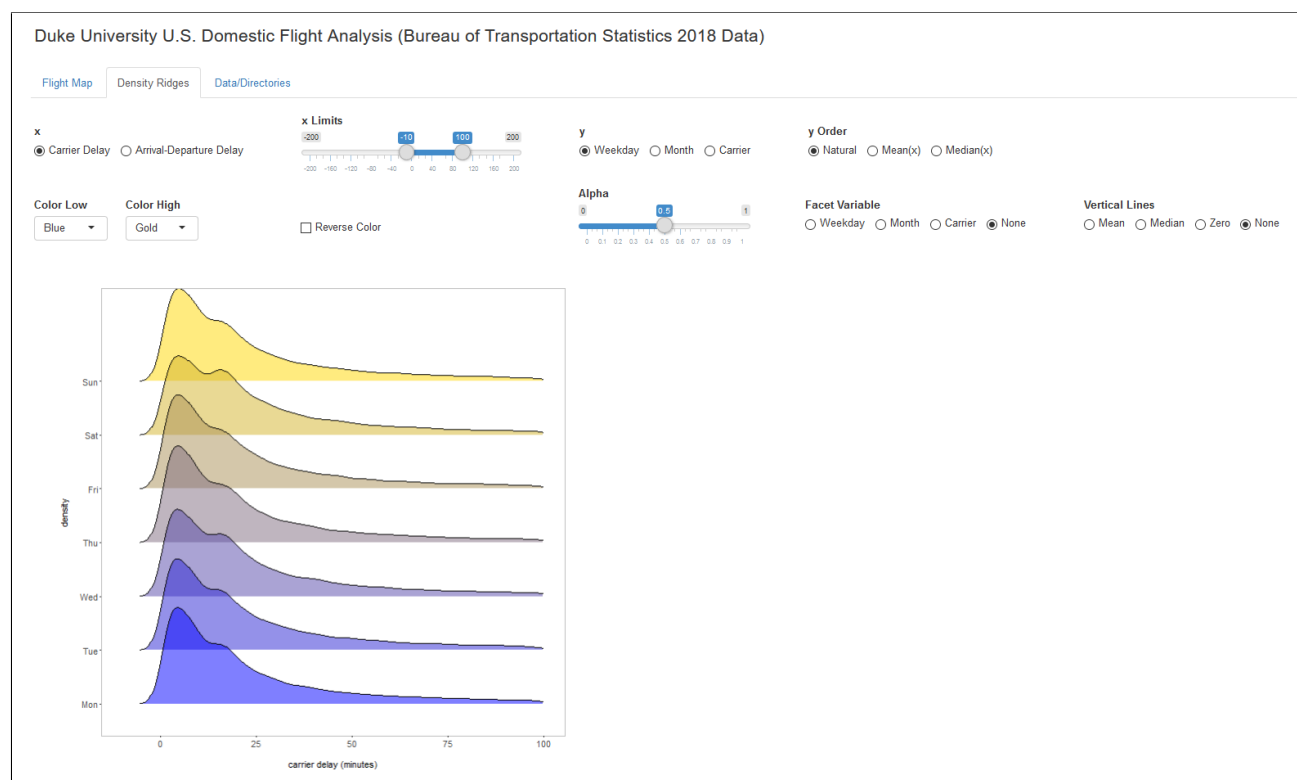 Duke University U.S. Domestic Flight Analysis (Bureau of Transportation Statistics 2018 Data)
Flight Map Density Ridges Data/Directories
x
Carrier Delay Arrival-Departure Delay
x Limits
-200 -10 100 200
-200 -160 -120 -80 -40 0 40 80 120 160 200
y
Weekday Month Carrier
y Order
Natural Mean(x) Median(x)
Color Low Color High
Blue Gold
Reverse Color
Alpha
0 0.5 1
0 0.1 0.2 0.3 0.4 0.5 0.6 0.7 0.8 0.9 1
Facet Variable
Weekday Month Carrier None
Vertical Lines
Mean Median Zero None
Sun
Sat
Fri
Thu
Wed
Tue
Mon
density
0 25 50 75 100
carrier delay (minutes)